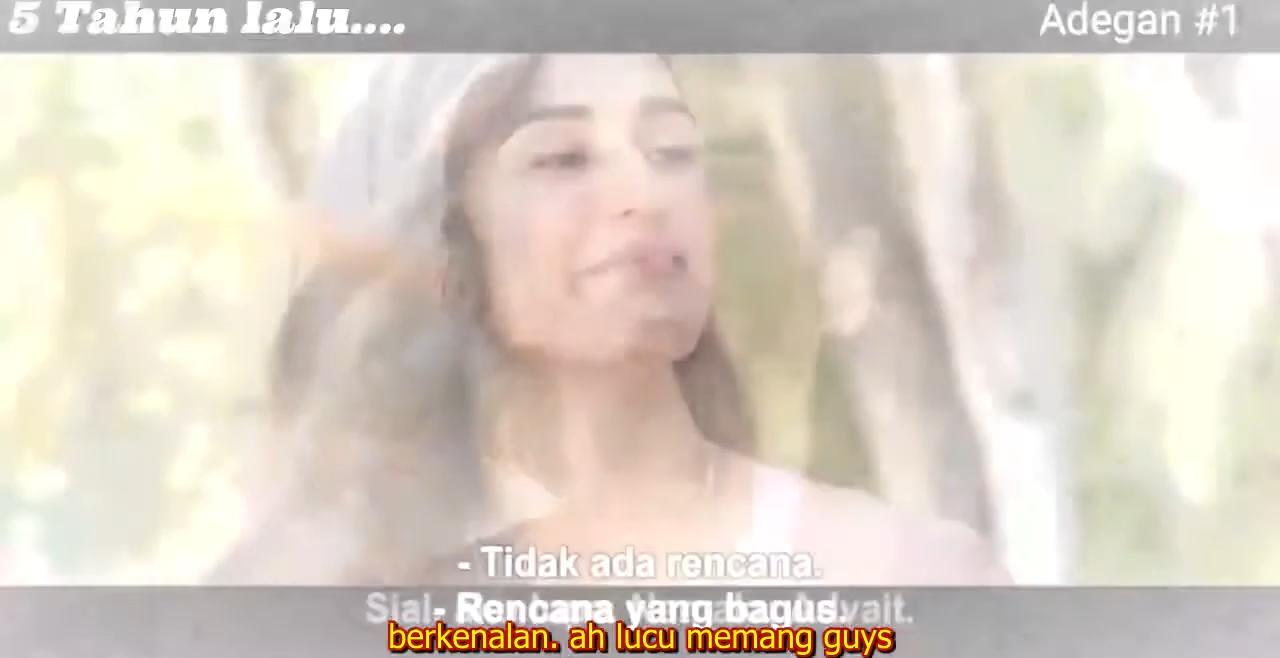 5 Tahun lalu....
Adegan #1
- Tidak ada rencana.
- Rencana yang bagus.
berkenalan. ah lucu memang guys